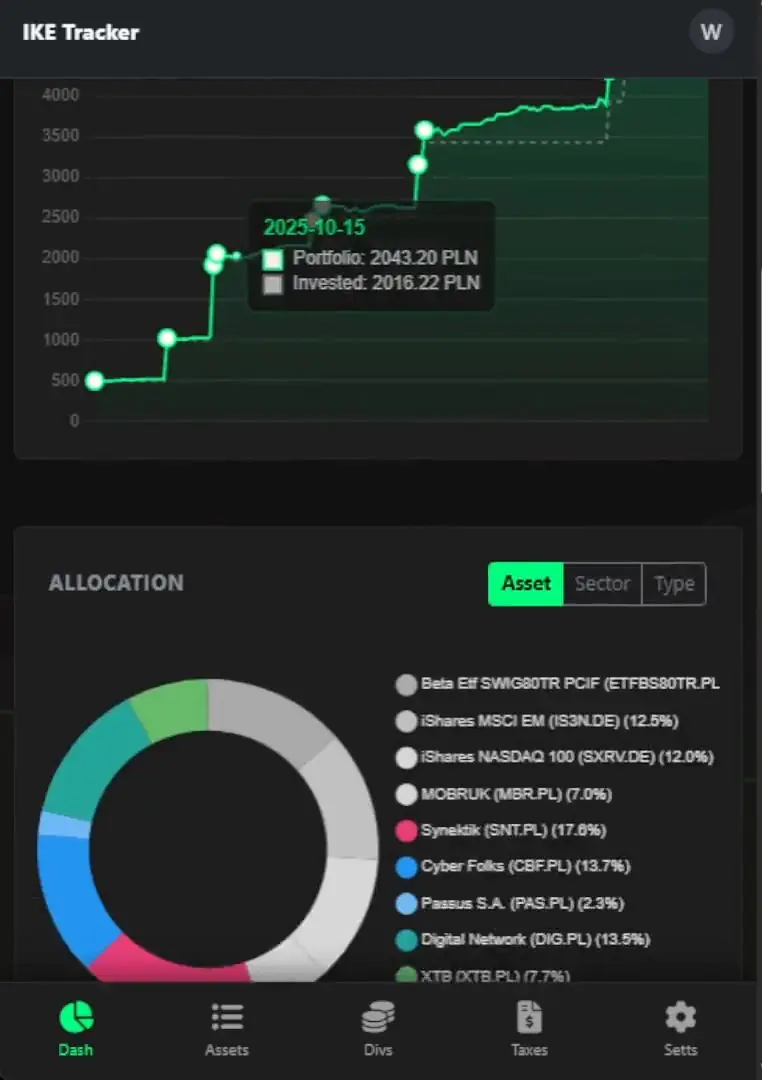 IKE Tracker
W
4000
3500
3000
2500
2000
1500
1000
500
0
2025-10-15
Portfolio: 2043.20 PLN
Invested: 2016.22 PLN
ALLOCATION
Asset
Sector
Type
Beta Etf SWIG80TR PCIF (ETFBS80TR.PL
iShares MSCI EM (IS3N.DE) (12.5%)
iShares NASDAQ 100 (SXRV.DE) (12.0%)
MOBRUK (MBR.PL) (7.0%)
Synektik (SNT.PL) (17.6%)
Cyber Folks (CBF.PL) (13.7%)
Passus S.A. (PAS.PL) (2.3%)
Digital Network (DIG.PL) (13.5%)
XTB (XTB.PL) (7.7%)
Dash
Assets
Divs
Taxes
Setts